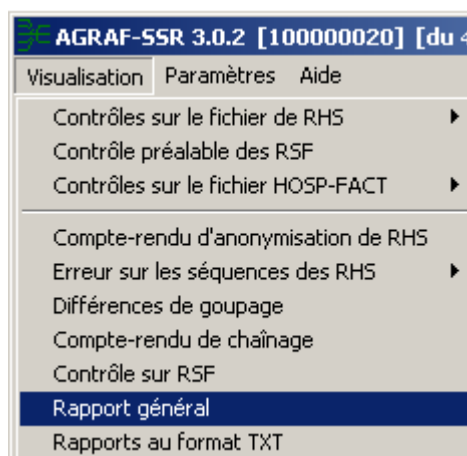 AGRAF-SSR 3.0.2 [100000020] [du 4
Visualisation Paramètres Aide
Contrôles sur le fichier de RHS
Contrôle préalable des RSF
Contrôles sur le fichier HOSP-FACT
Compte-rendu d'anonymisation de RHS
Erreur sur les séquences des RHS
Différences de goupage
Compte-rendu de chaînage
Contrôle sur RSF
Rapport général
Rapports au format TXT